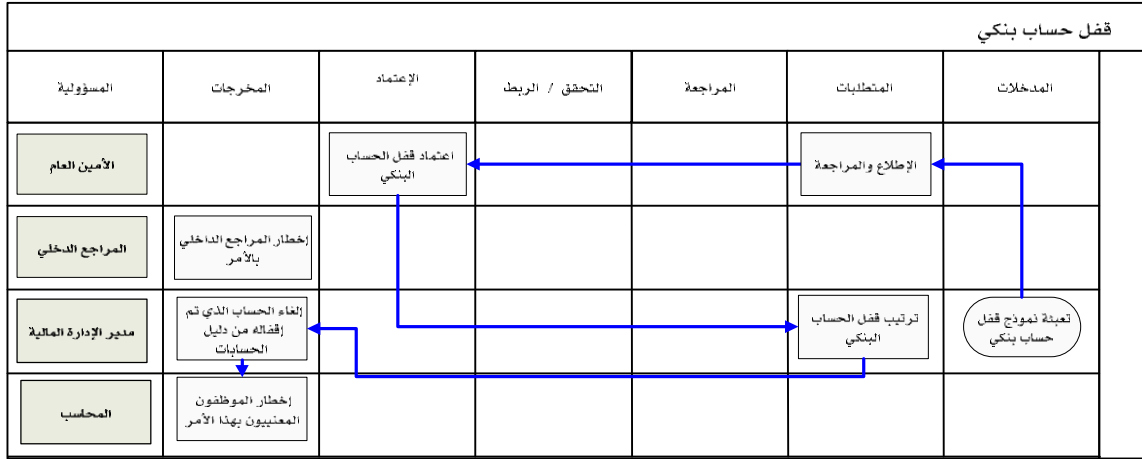 قفل حساب بنكي
المدخلات
المتطلبات
المراجعة
التحقق / الربط
الإعتماد
المخرجات
المسؤولية
الإطلاع والمراجعة
اعتماد قفل الحساب
البنكي
الأمين العام
إخطار المراجع الداخلي
بالأمر
المراجع الدخلي
تعبئة نموذج قفل
حساب بنكي
ترتيب قفل الحساب
البنكي
إلغاء الحساب الذي تم
إقفاله من دليل
الحسابات
مدير الإدارة المالية
إخطار الموظفون
المعنييون بهذا الأمر
المحاسب